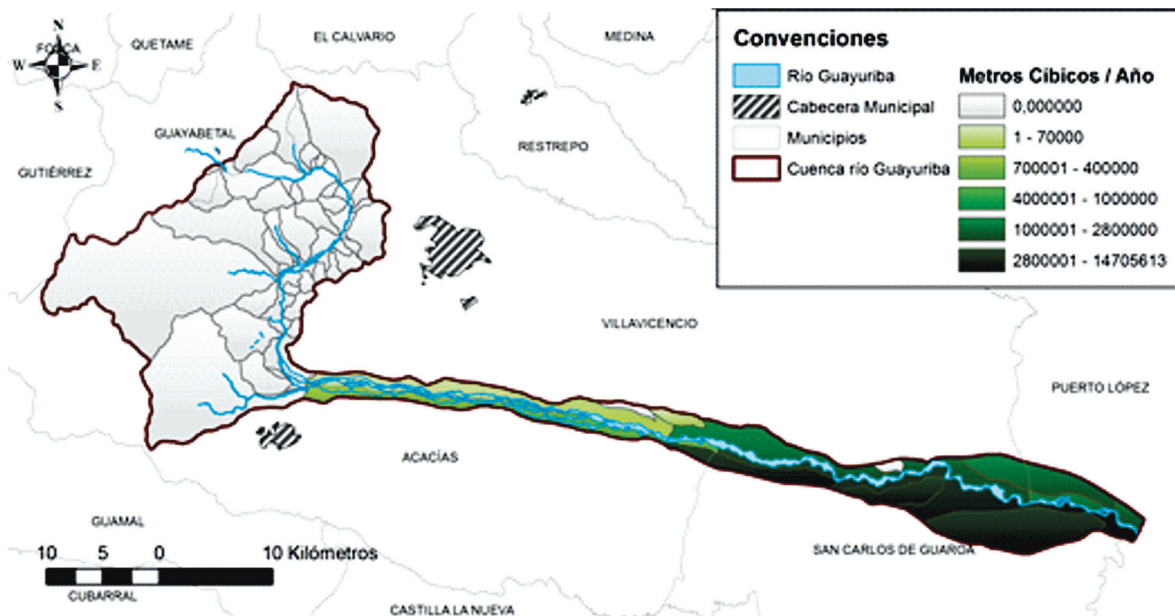 N
W E
S
FOSCA
QUETAME
EL CALVARIO
MEDINA
GUAYABETAL
RESTREPO
GUTIÉRREZ
VILLAVICENCIO
PUERTO LÓPEZ
ACACÍAS
GUAMAL
SAN CARLOS DE GUAROA
CUBARRAL
CASTILLA LA NUEVA
10 5 0 10 Kilómetros
Convenciones
Río Guayuriba
Cabecera Municipal
Municipios
Cuenca río Guayuriba
Metros Cíbicos / Año
0,000000
1 - 70000
700001 - 400000
4000001 - 1000000
1000001 - 2800000
2800001 - 14705613